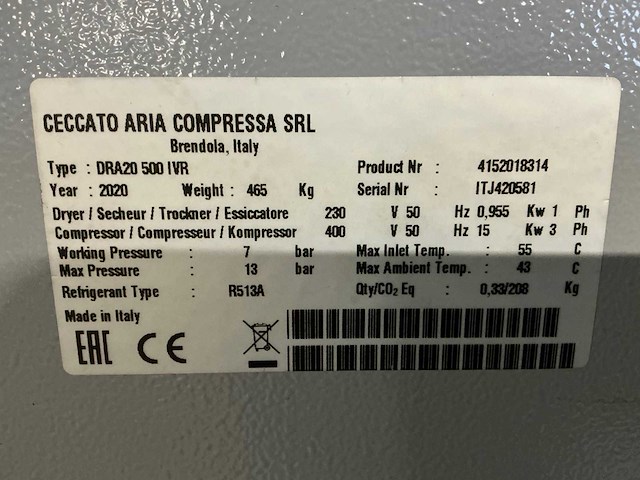 CECCATO ARIA COMPRESSA SRL
Brendola, Italy
Type : DRA20 500 IVR Product Nr : 4152018314
Year : 2020 Weight : 465 Kg Serial Nr : ITJ420581
Dryer / Secheur / Trockner / Essiccatore 230 V 50 Hz 0,955 Kw 1 Ph
Compressor / Compresseur / Kompressor 400 V 50 Hz 15 Kw 3 Ph
Working Pressure : 7 bar Max Inlet Temp. : 55 C
Max Pressure : 13 bar Max Ambient Temp. : 43 C
Refrigerant Type : R513A Qty/CO₂ Eq : 0,33/208 Kg
Made in Italy
EAC CE